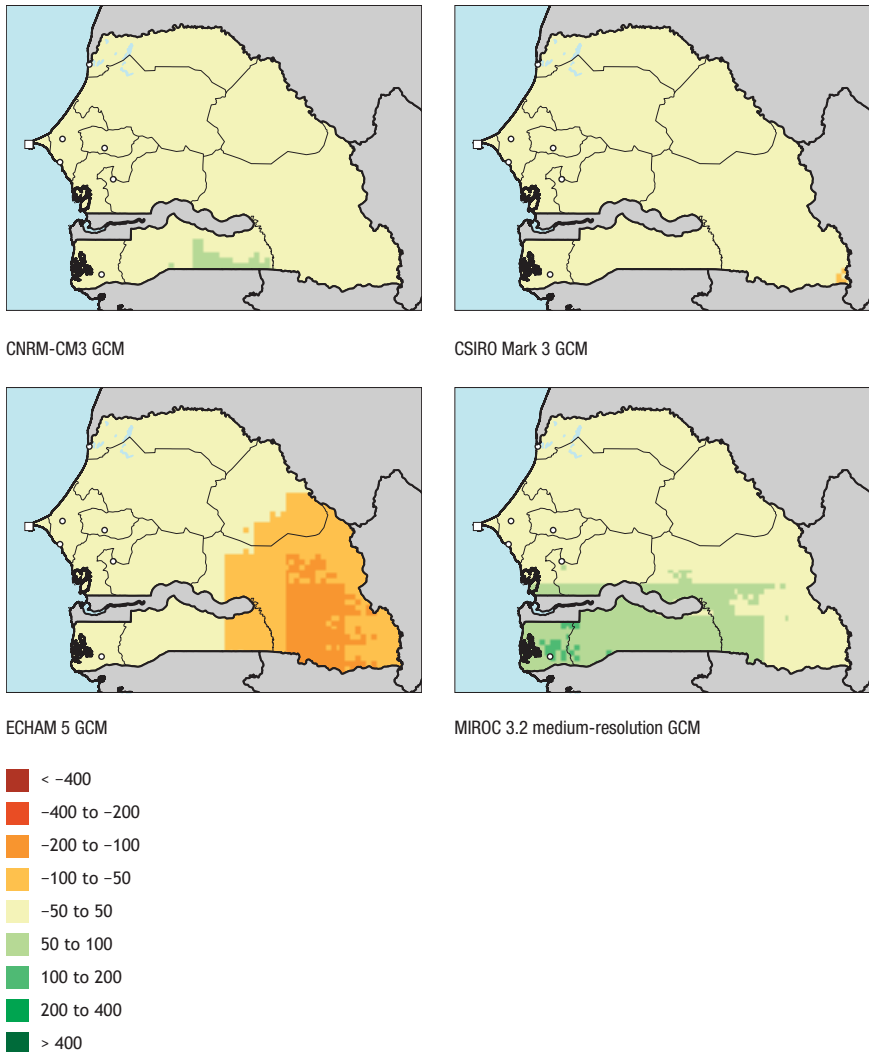 CNRM-CM3 GCM
CSIRO Mark 3 GCM
ECHAM 5 GCM
MIROC 3.2 medium-resolution GCM
< −400
−400 to −200
−200 to −100
−100 to −50
−50 to 50
50 to 100
100 to 200
200 to 400
> 400